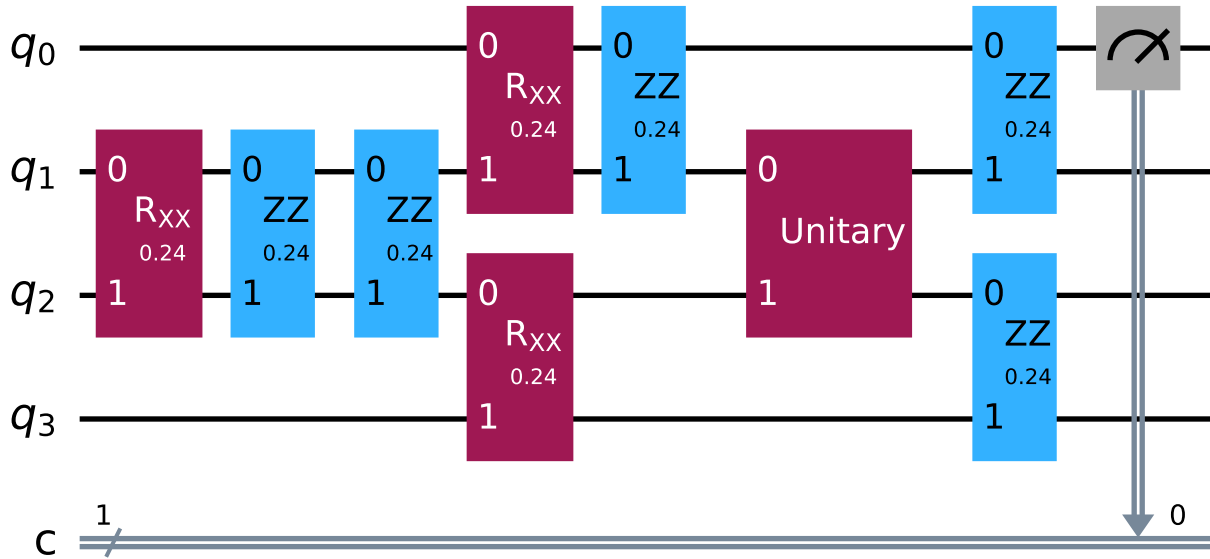 q0 0 0 0
RXX ZZ ZZ
0.24 0.24 0.24
q1 0 0 0 1 1 0 1
RXX ZZ ZZ Unitary
0.24 0.24 0.24
q2 1 1 1 0 1 0
RXX ZZ
0.24 0.24
q3 1 1
1 0
c